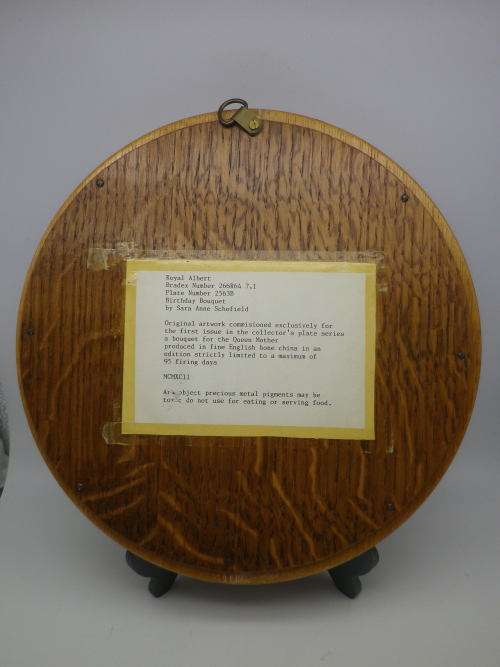 Royal Albert
Bradex Number 26BR64 7.1
Plate Number 2563B
Birthday Bouquet
by Sara Anne Schofield
Original artwork commisioned exclusively for
the first issue in the collector's plate series
a bouquet for the Queen Mother
produced in fine English bone china in an
edition strictly limited to a maximum of
95 firing days
MCMXC11
Art object precious metal pigments may be
toxic do not use for eating or serving food.